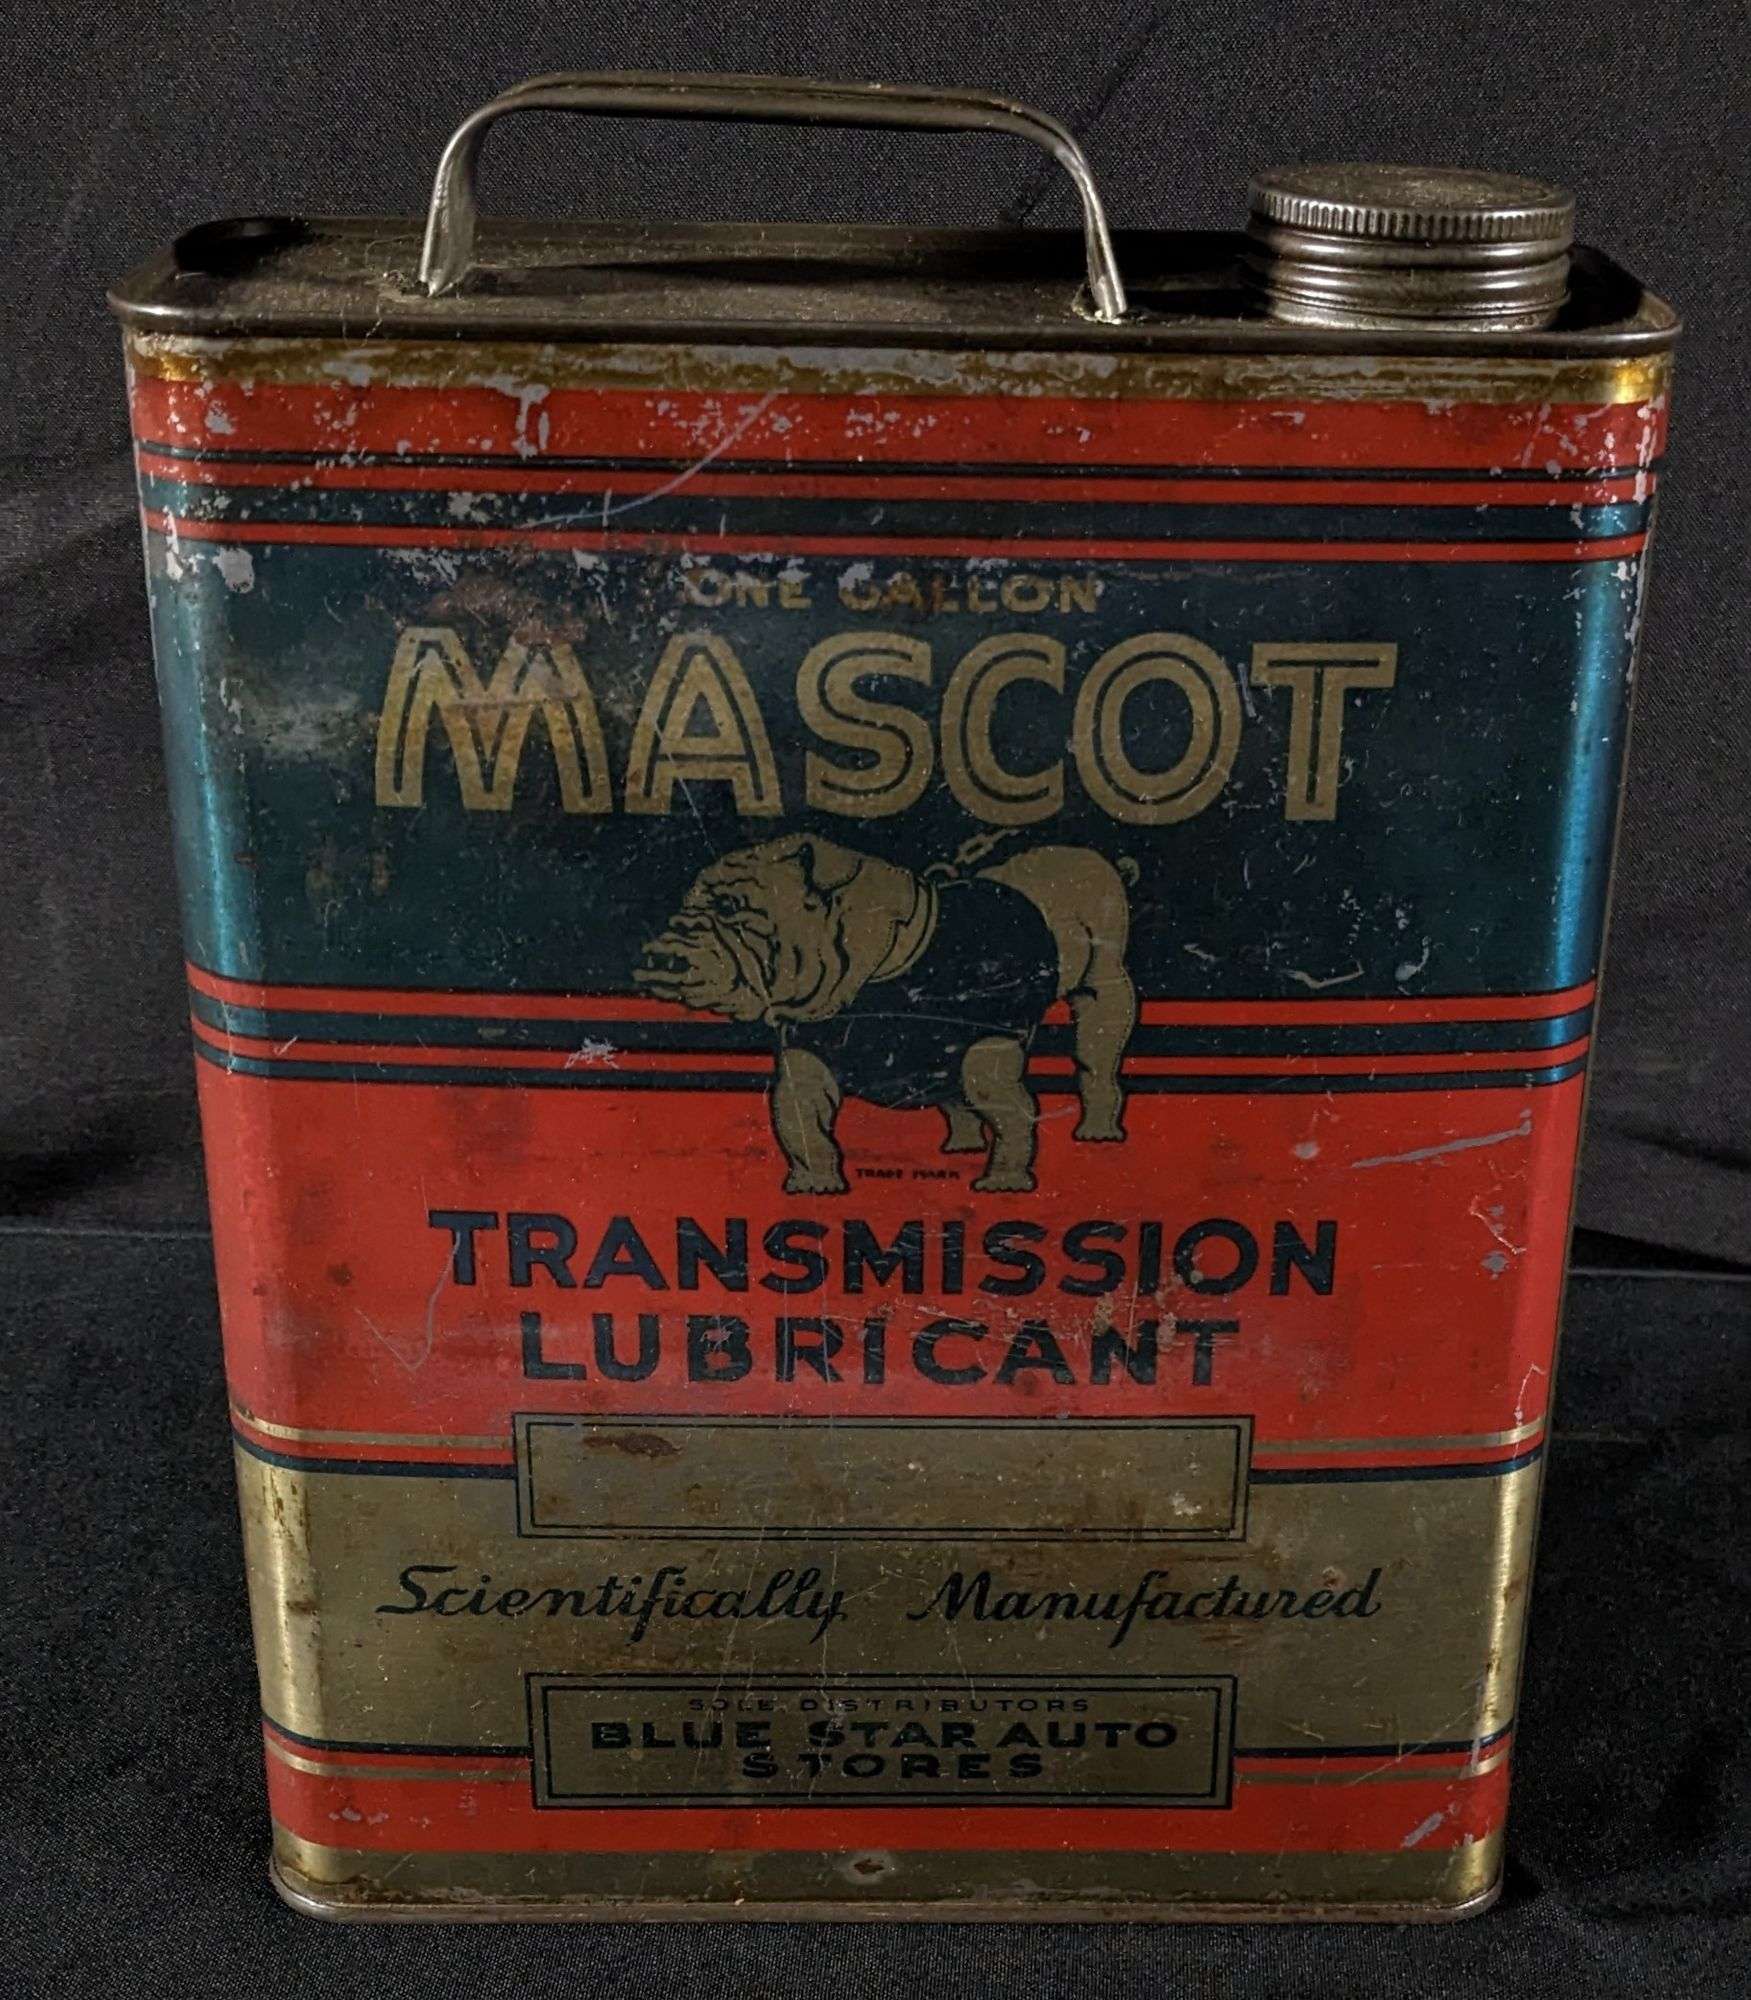 ONE GALLON
MASCOT
TRADE MARK
TRANSMISSION
LUBRICANT
Scientifically Manufactured
SOLE DISTRIBUTORS
BLUE STAR AUTO
STORES